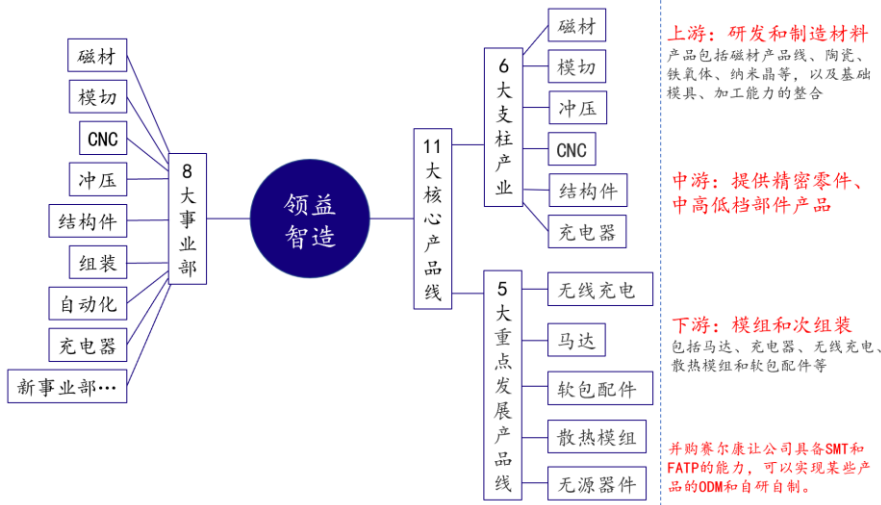 磁材
模切
CNC
冲压
结构件
组装
自动化
充电器
新事业部…
8大事业部
领益
智造
11大核心产品线
6大支柱产业
磁材
模切
冲压
CNC
结构件
充电器
5大重点发展产品线
无线充电
马达
软包配件
散热模组
无源器件
上游：研发和制造材料
产品包括磁材产品线、陶瓷、
铁氧体、纳米晶等，以及基础
模具、加工能力的整合
中游：提供精密零件、
中高低档部件产品
下游：模组和次组装
包括马达、充电器、无线充电、
散热模组和软包配件等
并购赛尔康让公司具备SMT和
FATP的能力，可以实现某些产
品的ODM和自研自制。